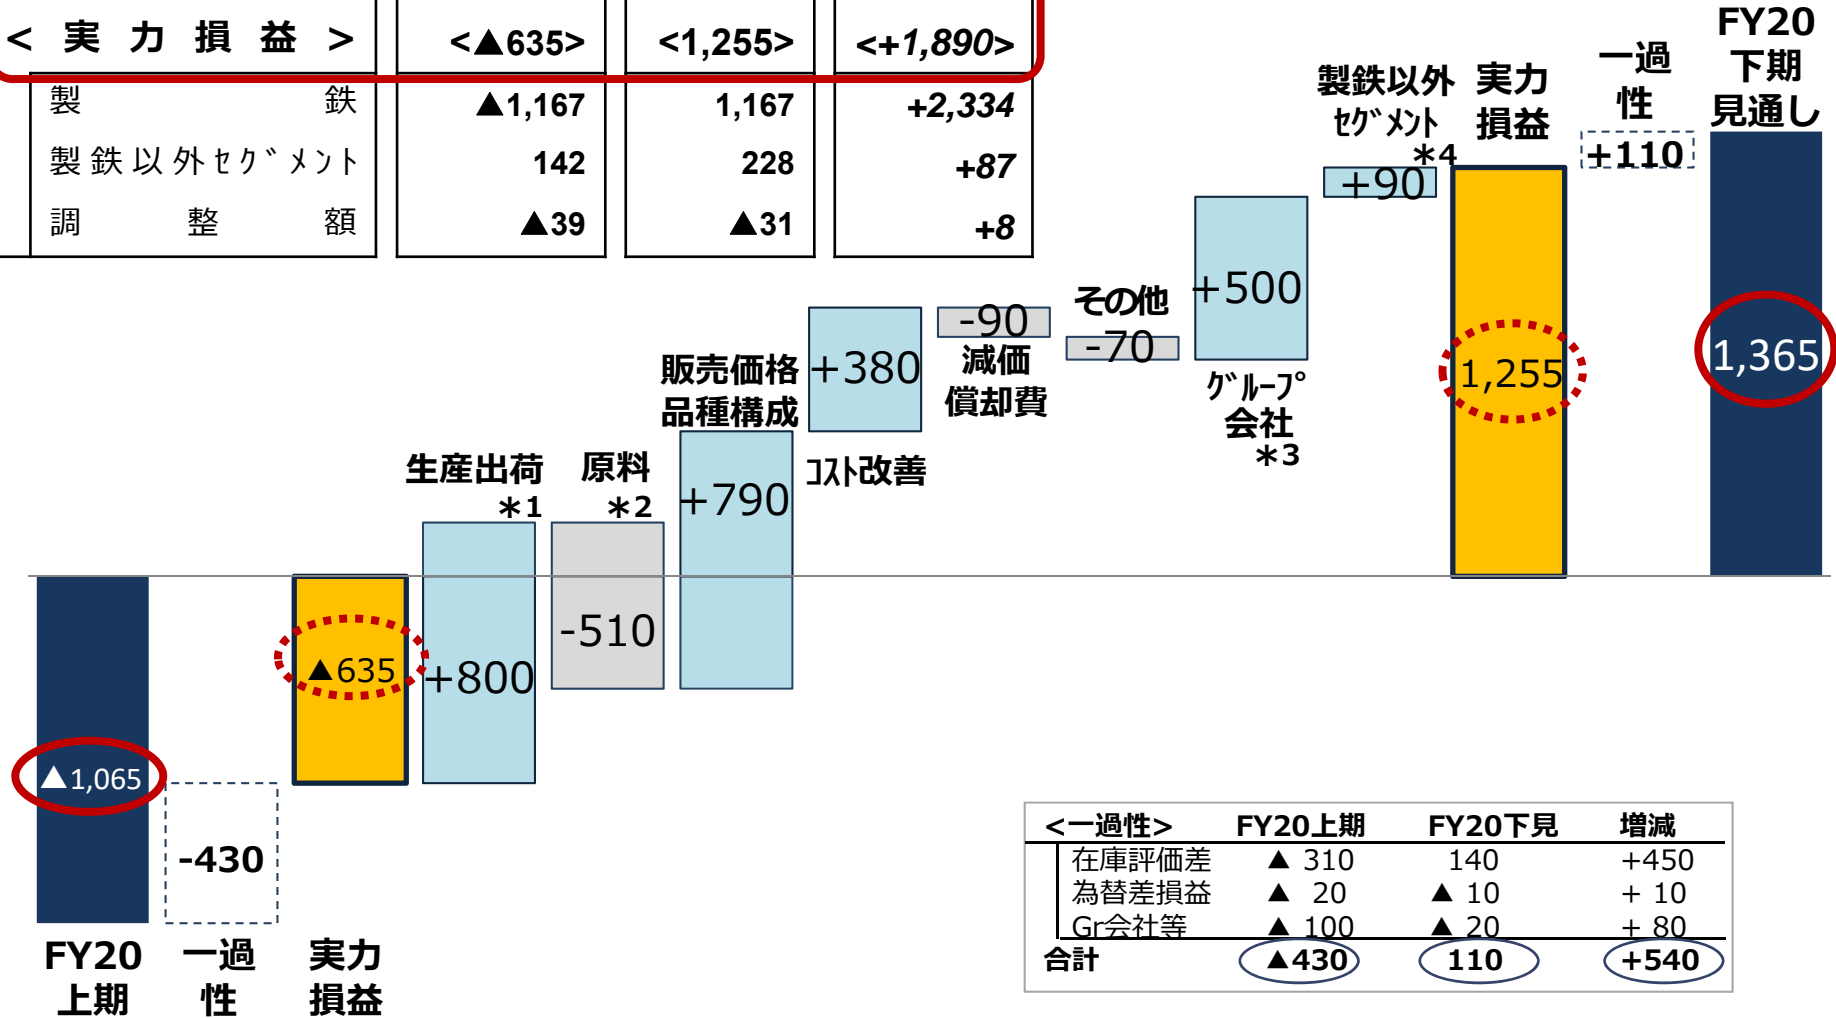 <実力損益> <▲635> <1,255> <+1,890>
製鉄 ▲1,167 1,167 +2,334
製鉄以外セグメント 142 228 +87
調整額 ▲39 ▲31 +8
FY20
下期
見通し
一過
性
+110
製鉄以外
セグメント
*4
+90
実力
損益
1,255
1,365
+500
グループ
会社
*3
その他
-70
-90
減価
償却費
+380
コスト改善
販売価格
品種構成
+790
原料
*2
-510
生産出荷
*1
+800
▲635
▲1,065
-430
FY20
上期
一過
性
実力
損益
<一過性> FY20上期 FY20下見 増減
在庫評価差 ▲ 310 140 +450
為替差損益 ▲ 20 ▲ 10 + 10
Gr会社等 ▲ 100 ▲ 20 + 80
合計 ▲430 110 +540